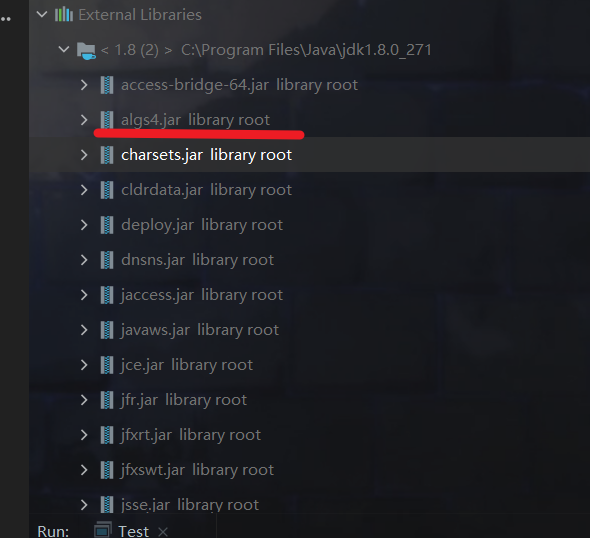 External Libraries
< 1.8 (2) > C:\Program Files\Java\jdk1.8.0_271
access-bridge-64.jar library root
algs4.jar library root
charsets.jar library root
cldrdata.jar library root
deploy.jar library root
dnsns.jar library root
jaccess.jar library root
javaws.jar library root
jce.jar library root
jfr.jar library root
jfxrt.jar library root
jfxswt.jar library root
jsse.jar library root
Run: Test